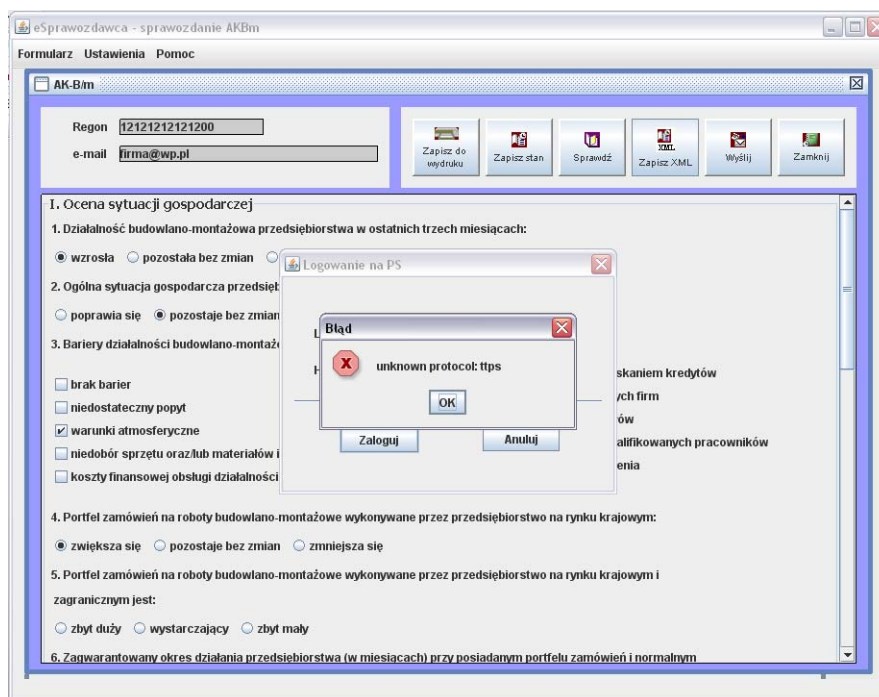 eSprawozdawca - sprawozdanie AKBm
Formularz Ustawienia Pomoc
AK-B/m
Regon 12121212121200
e-mail firma@wp.pl
Zapisz do wydruku
Zapisz stan
Sprawdź
XML
Zapisz XML
Wyślij
Zamknij
I. Ocena sytuacji gospodarczej
1. Działalność budowlano-montażowa przedsiębiorstwa w ostatnich trzech miesiącach:
wzrosła pozostała bez zmian
2. Ogólna sytuacja gospodarcza
poprawia się pozostaje bez zmian
3. Bariery działalności
brak barier
niedostateczny popyt
warunki atmosferyczne
niedobór sprzętu oraz/lub materiałów i
koszty finansowej obsługi działalności
skaniem kredytów
ych firm
ów
alifikowanych pracowników
enia
Logowanie na PS
Błąd
unknown protocol: ttps
OK
Zaloguj Anuluj
4. Portfel zamówień na roboty budowlano-montażowe wykonywane przez przedsiębiorstwo na rynku krajowym:
zwiększa się pozostaje bez zmian zmniejsza się
5. Portfel zamówień na roboty budowlano-montażowe wykonywane przez przedsiębiorstwo na rynku krajowym i
zagranicznym jest:
zbyt duży wystarczający zbyt mały
6. Zagwarantowany okres działania przedsiębiorstwa (w miesiącach) przy posiadanym portfelu zamówień i normalnym